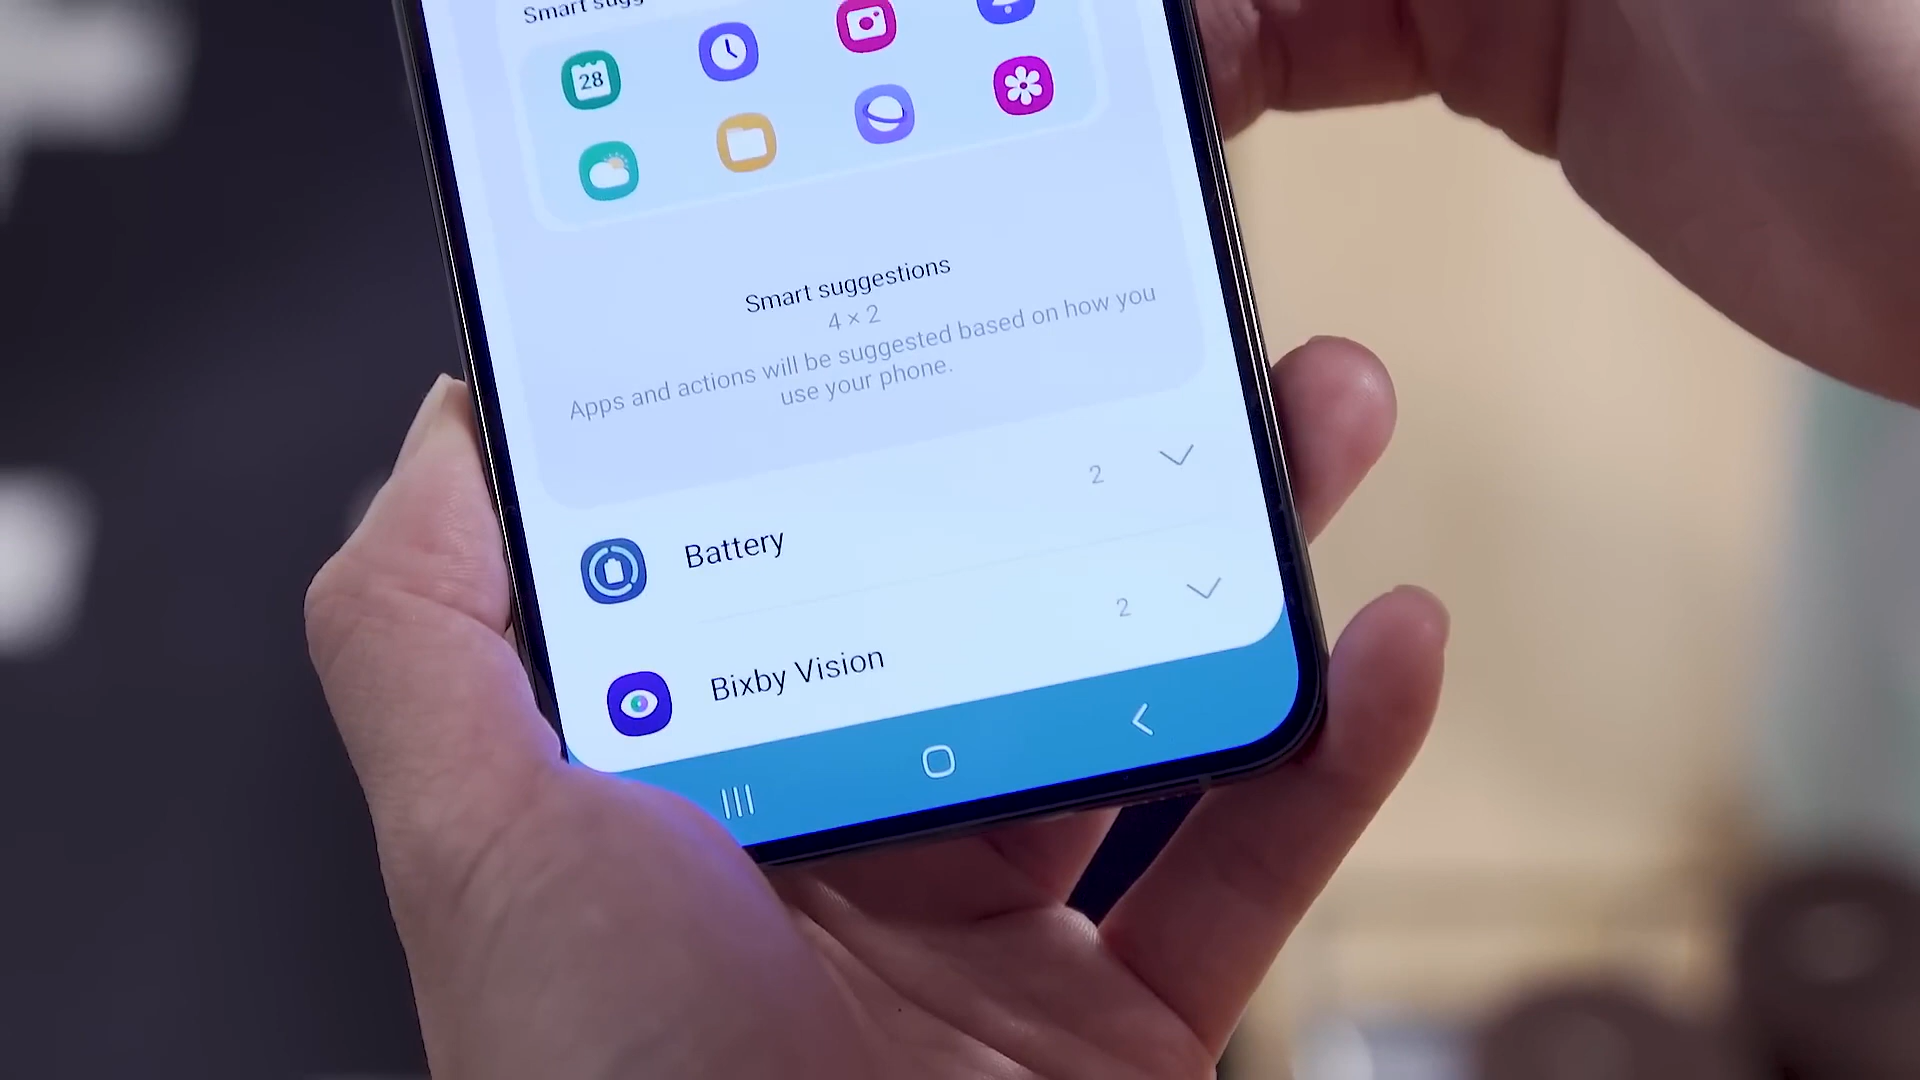 Smart
28
Smart suggestions
4 × 2
Apps and actions will be suggested based on how you
use your phone.
Battery
2
Bixby Vision
2